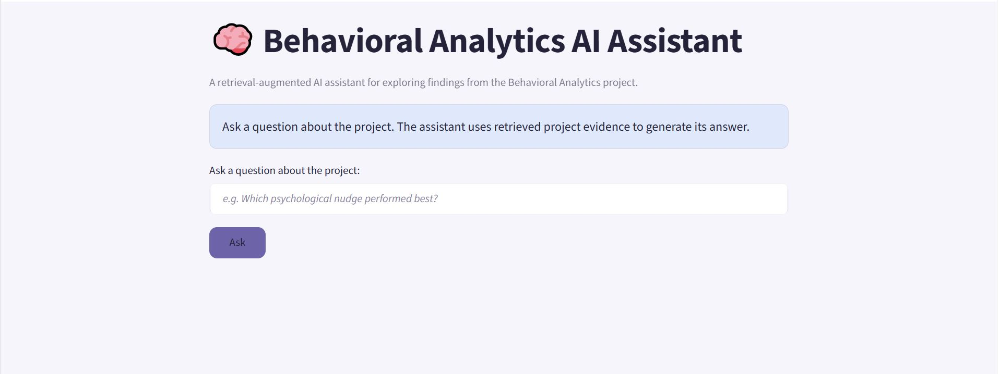 Behavioral Analytics AI Assistant
A retrieval-augmented AI assistant for exploring findings from the Behavioral Analytics project.
Ask a question about the project. The assistant uses retrieved project evidence to generate its answer.
Ask a question about the project:
e.g. Which psychological nudge performed best?
Ask